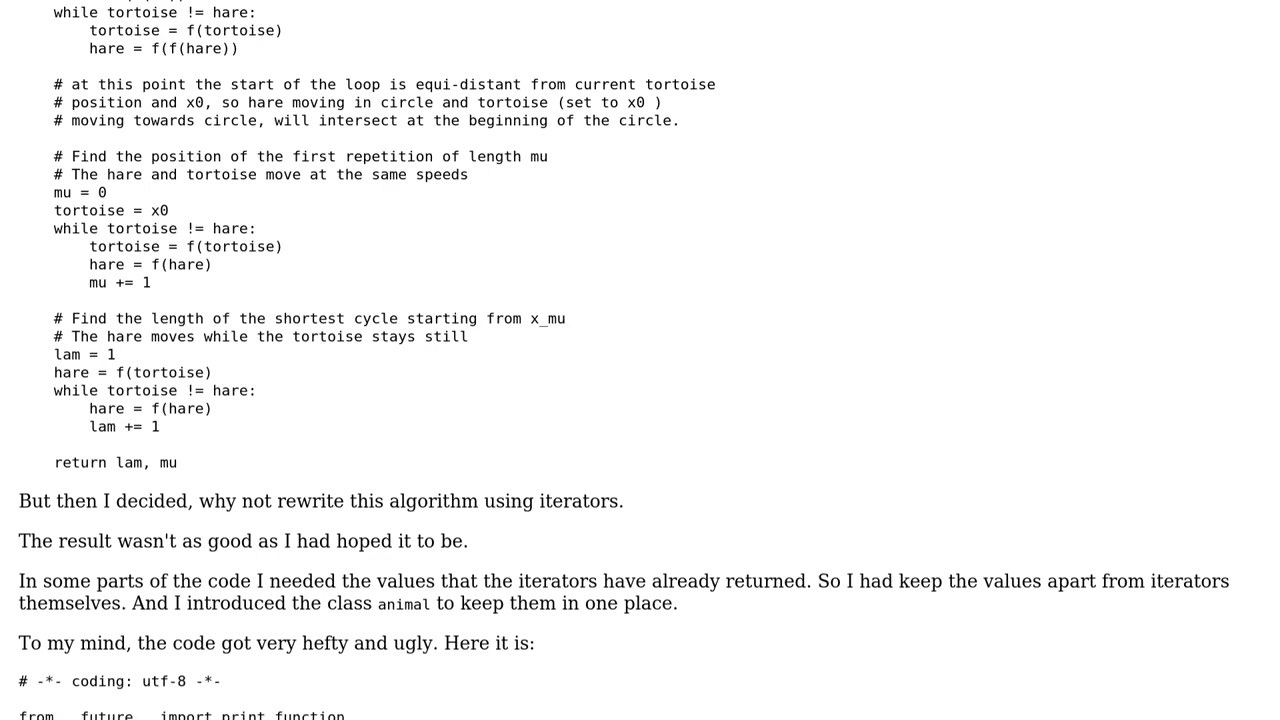 while tortoise != hare:
tortoise = f(tortoise)
hare = f(f(hare))
# at this point the start of the loop is equi-distant from current tortoise
# position and x0, so hare moving in circle and tortoise (set to x0 )
# moving towards circle, will intersect at the beginning of the circle.
# Find the position of the first repetition of length mu
# The hare and tortoise move at the same speeds
mu = 0
tortoise = x0
while tortoise != hare:
tortoise = f(tortoise)
hare = f(hare)
mu += 1
# Find the length of the shortest cycle starting from x_mu
# The hare moves while the tortoise stays still
lam = 1
hare = f(tortoise)
while tortoise != hare:
hare = f(hare)
lam += 1
return lam, mu
But then I decided, why not rewrite this algorithm using iterators.
The result wasn't as good as I had hoped it to be.
In some parts of the code I needed the values that the iterators have already returned. So I had keep the values apart from iterators
themselves. And I introduced the class animal to keep them in one place.
To my mind, the code got very hefty and ugly. Here it is:
# -*- coding: utf-8 -*-
from __future__ import print_function